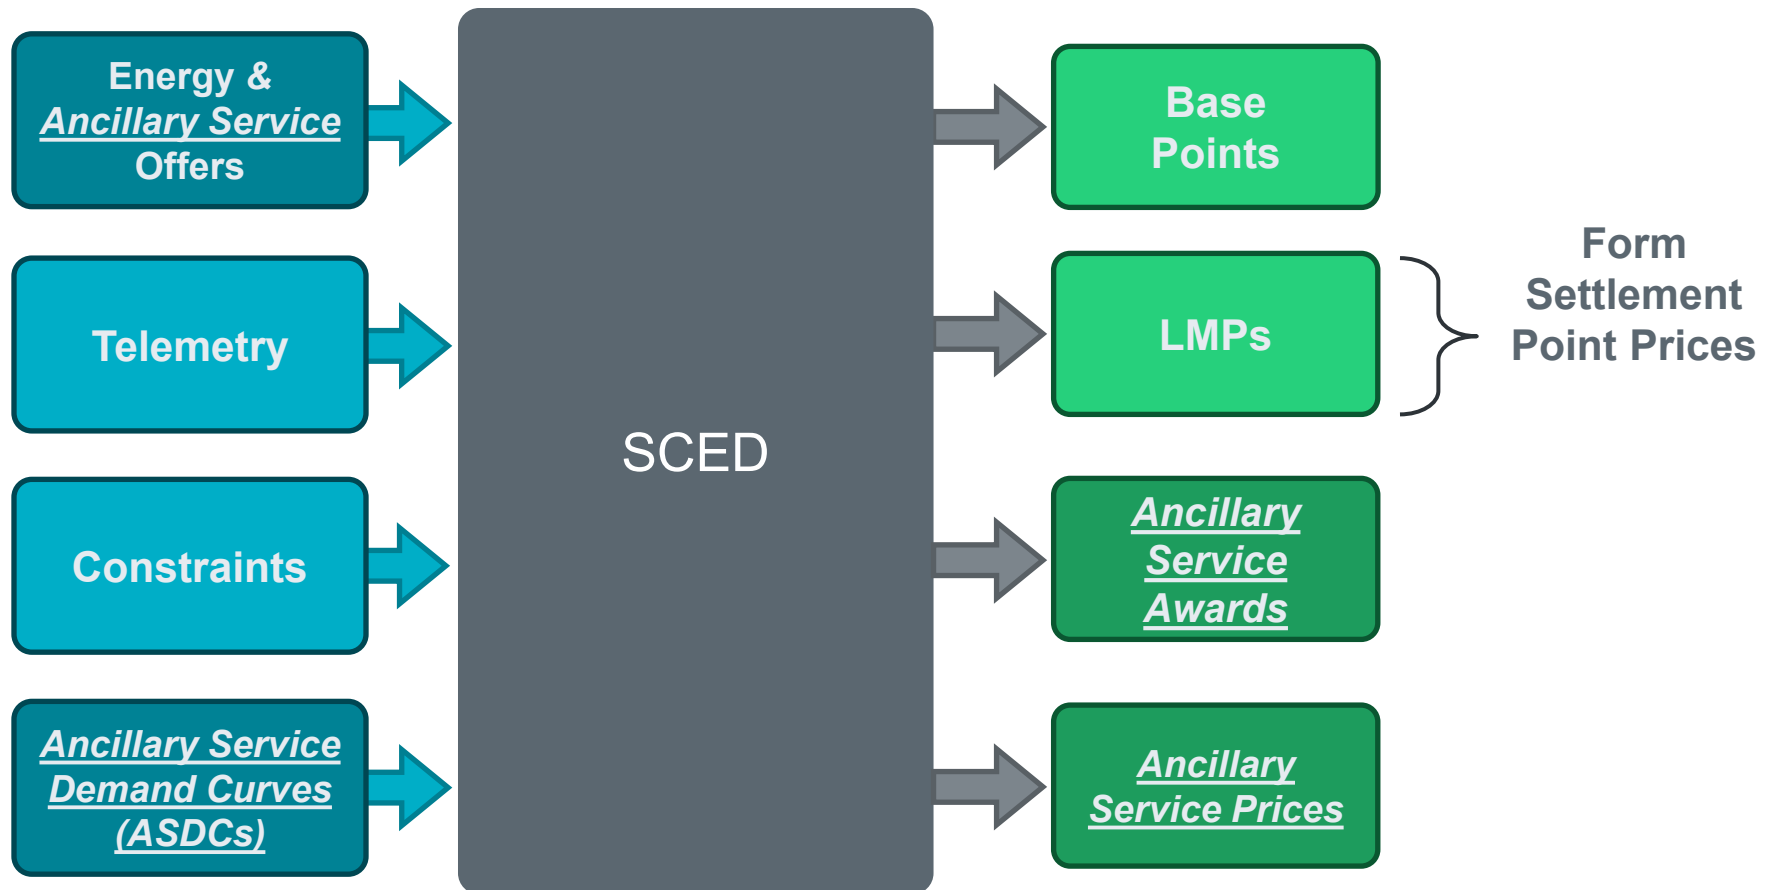 Energy &
Ancillary Service
Offers
Telemetry
Constraints
Ancillary Service
Demand Curves
(ASDCs)
SCED
Base
Points
LMPs
Ancillary
Service
Awards
Ancillary
Service Prices
Form
Settlement
Point Prices